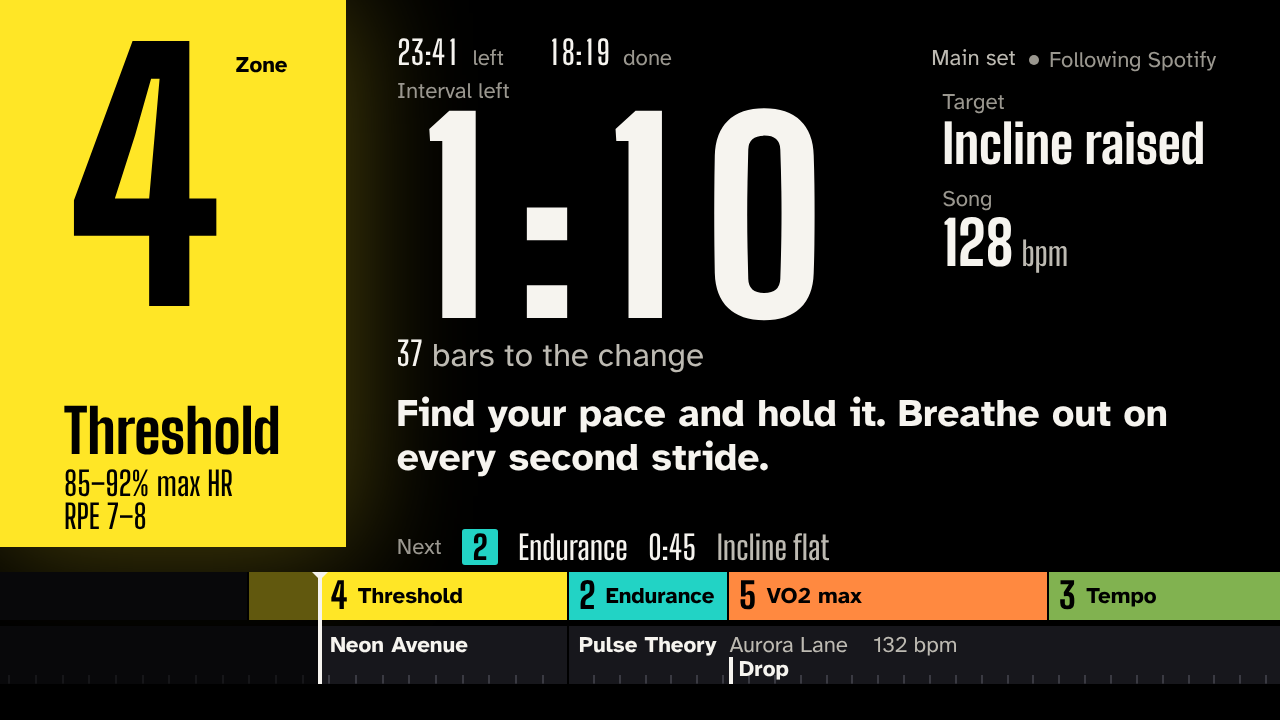 4 Zone
Threshold
85–92% max HR
RPE 7–8
23:41 left 18:19 done
Interval left
1:10
37 bars to the change
Main set • Following Spotify
Target
Incline raised
Song
128 bpm
Find your pace and hold it. Breathe out on
every second stride.
Next 2 Endurance 0:45 Incline flat
4 Threshold 2 Endurance 5 VO2 max 3 Tempo
Neon Avenue Pulse Theory Aurora Lane 132 bpm
Drop